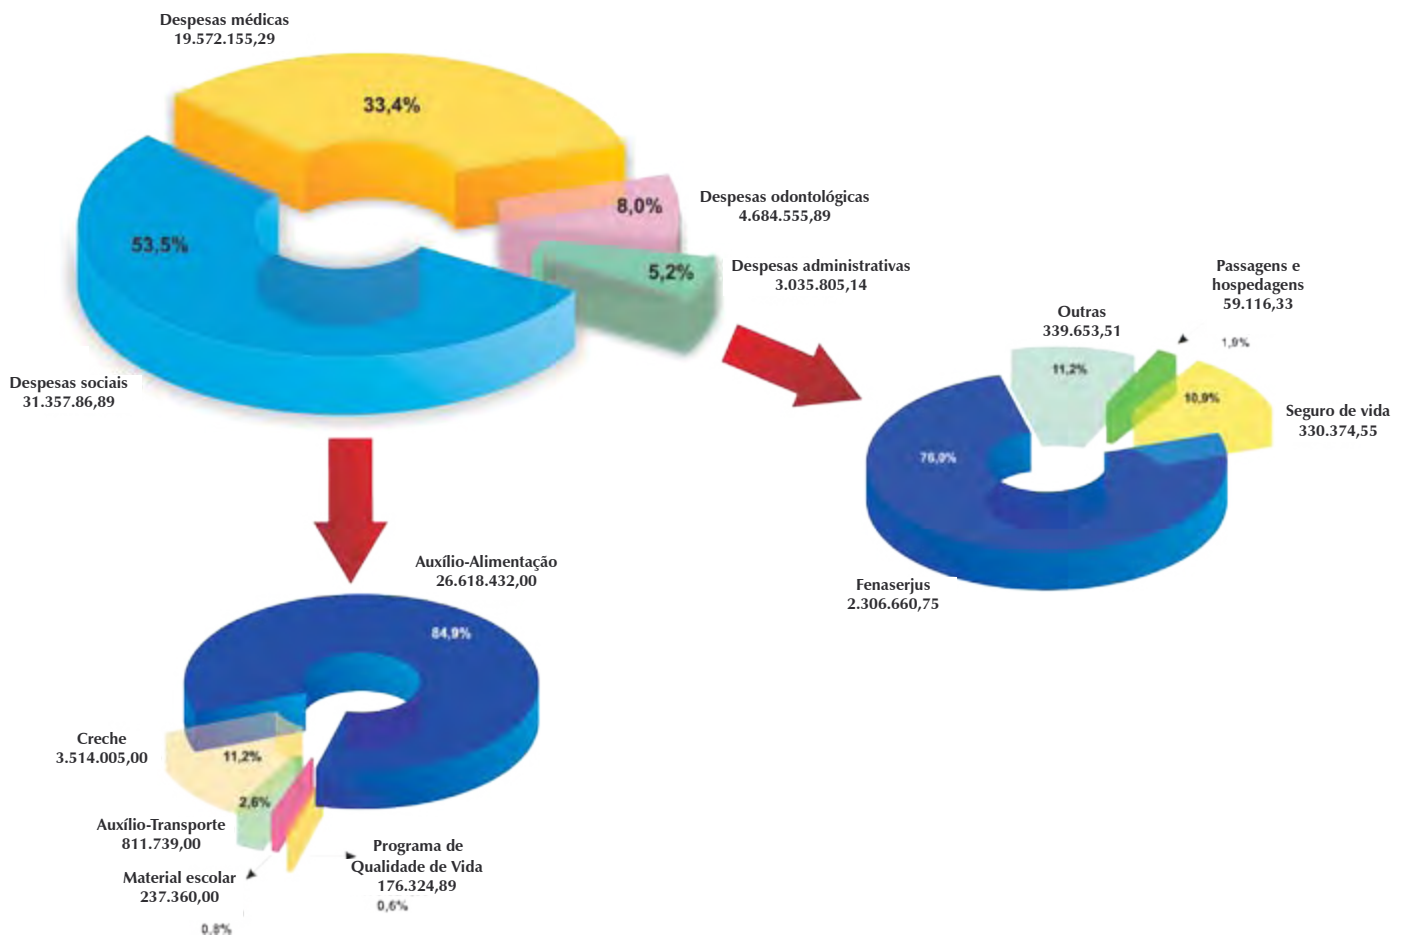 Despesas médicas
19.572.155,29
33,4%
8,0%
Despesas odontológicas
4.684.555,89
53,5%
5,2%
Despesas administrativas
3.035.805,14
Despesas sociais
31.357.86,89
Passagens e
hospedagens
59.116,33
1,9%
Outras
339.653,51
11,2%
10,9%
Seguro de vida
330.374,55
76,0%
Fenaserjus
2.306.660,75
Auxílio-Alimentação
26.618.432,00
84,9%
Creche
3.514.005,00
11,2%
2,6%
Auxílio-Transporte
811.739,00
Material escolar
237.360,00
0,8%
Programa de
Qualidade de Vida
176.324,89
0,6%